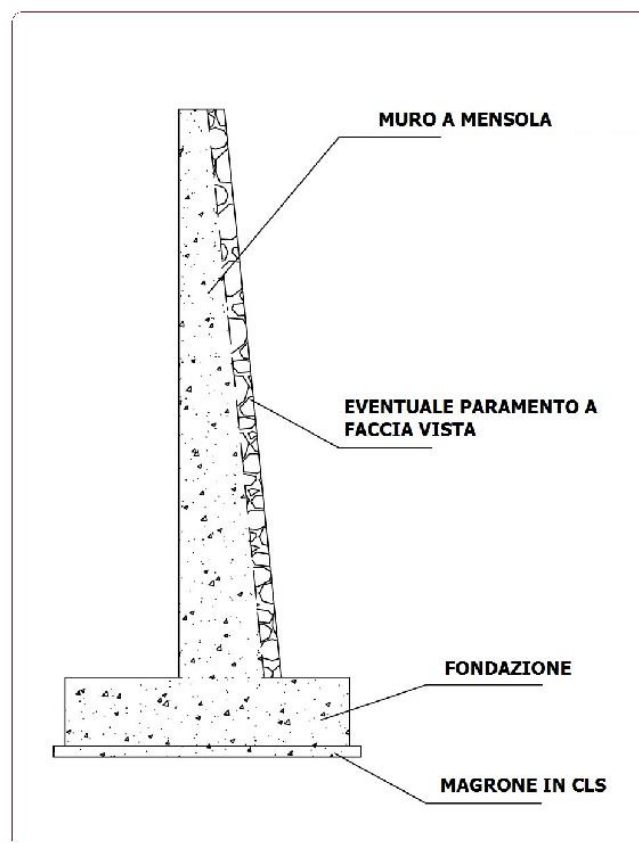 MURO A MENSOLA
EVENTUALE PARAMENTO A
FACCIA VISTA
FONDAZIONE
MAGRONE IN CLS